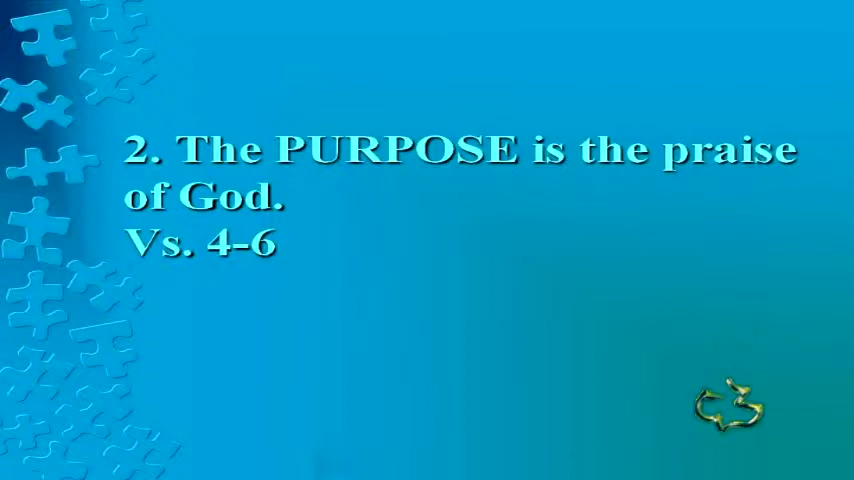 2. The PURPOSE is the praise
of God.
Vs. 4-6